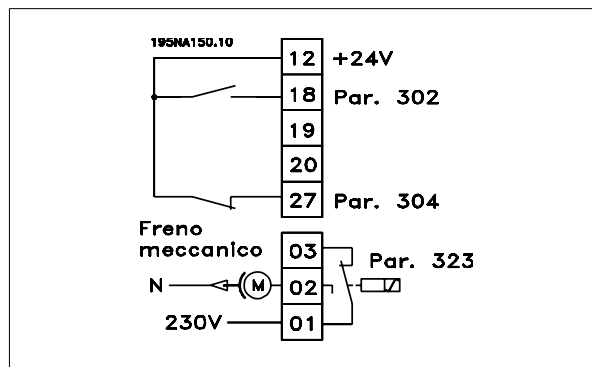 195NA150.10
12 +24V
18 Par. 302
19
20
27 Par. 304
Freno
meccanico
03
Par. 323
N M 02
230V 01